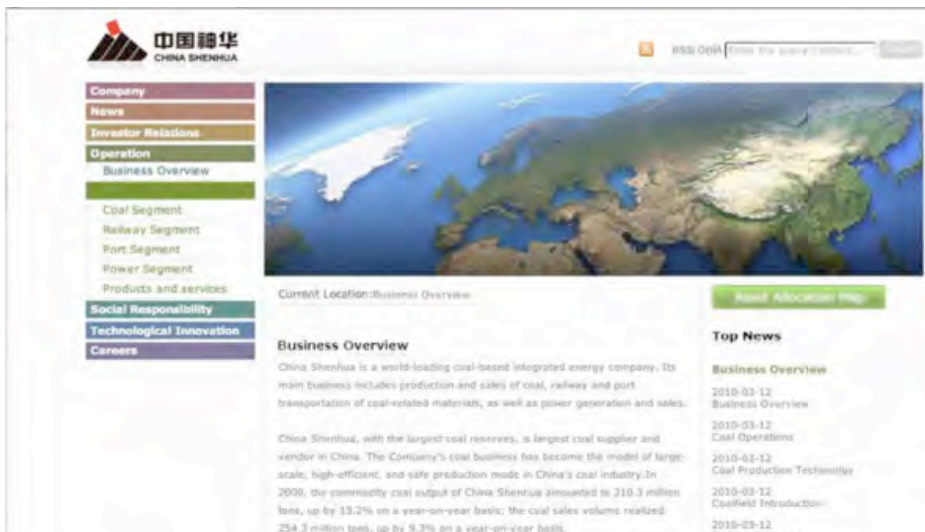 中国神华
CHINA SHENHUA
RSS| OOIA Enter the query content... Search
Company
News
Investor Relations
Operation
Business Overview
Coal Segment
Railway Segment
Port Segment
Power Segment
Products and services
Social Responsibility
Technological Innovation
Careers
Current Location:Business Overview
Business Overview
China Shenhua is a world-leading coal-based integrated energy company. Its
main business includes production and sales of coal, railway and port
transportation of coal-related materials, as well as power generation and sales.
China Shenhua, with the largest coal reserves, is largest coal supplier and
vendor in China. The Company's coal business has become the model of large-
scale, high-efficient, and safe production mode in China's coal industry.In
2009, the commodity coal output of China Shenhua amounted to 210.3 million
tons, up by 13.2% on a year-on-year basis; the coal sales volume realized
254.3 million tons, up by 9.3% on a year-on-year basis.
Asset Allocation Map
Top News
Business Overview
2010-03-12
Business Overview
2010-03-12
Coal Operations
2010-03-12
Coal Production Technology
2010-03-12
Coalfield Introduction
2010-03-12